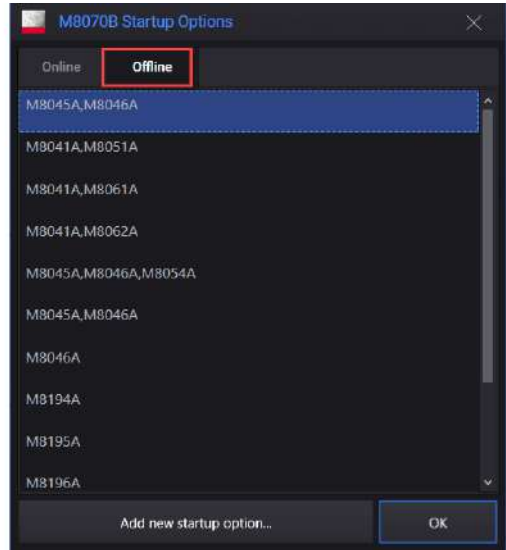 M8070B Startup Options
Online Offline
M8045A,M8046A
M8041A,M8051A
M8041A,M8061A
M8041A,M8062A
M8045A,M8046A,M8054A
M8045A,M8046A
M8046A
M8194A
M8195A
M8196A
Add new startup option... OK